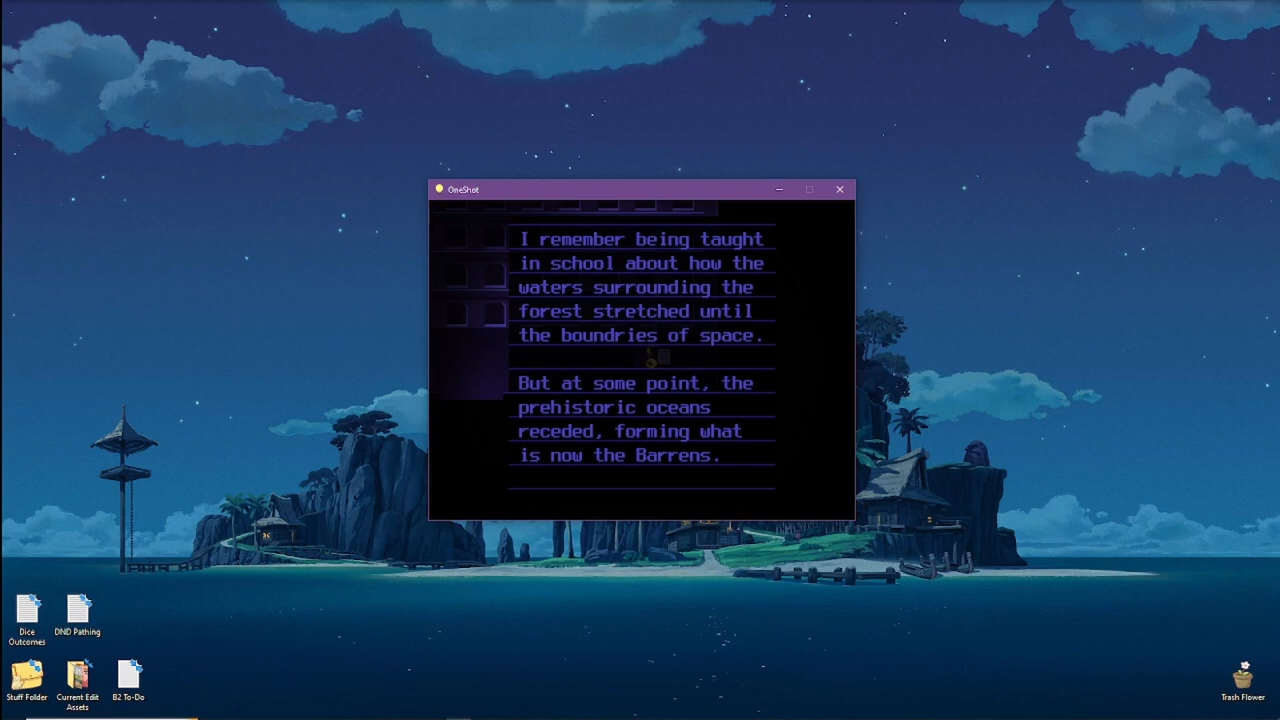 OneShot
I remember being taught
in school about how the
waters surrounding the
forest stretched until
the boundries of space.
But at some point, the
prehistoric oceans
receded, forming what
is now the Barrens.
Dice
Outcomes
DND Pathing
Stuff Folder
Current Edit
Assets
B2 To-Do
Trash Flower